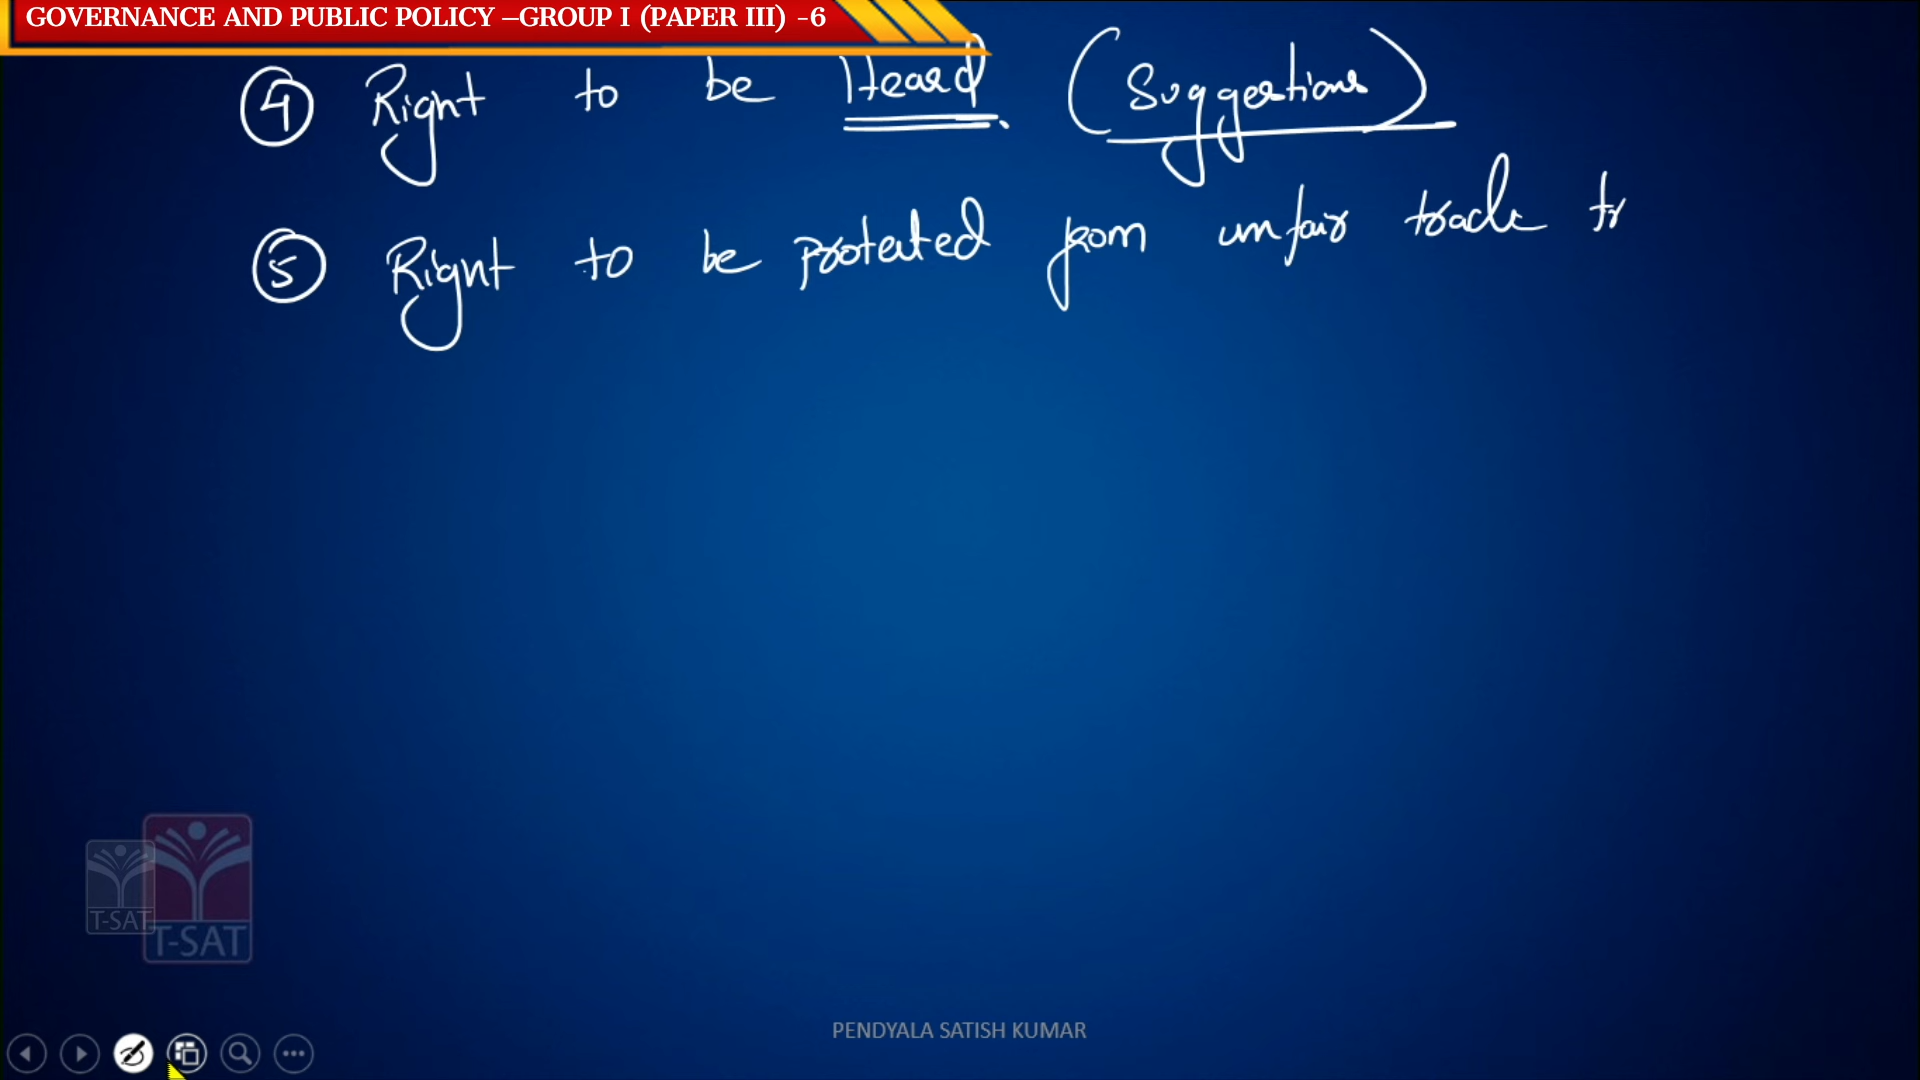 GOVERNANCE AND PUBLIC POLICY –GROUP I (PAPER III) -6
4 Right to be Heard. (Suggestions)
5 Right to be protected from unfair trade tr
T-SAT
T-SAT
PENDYALA SATISH KUMAR